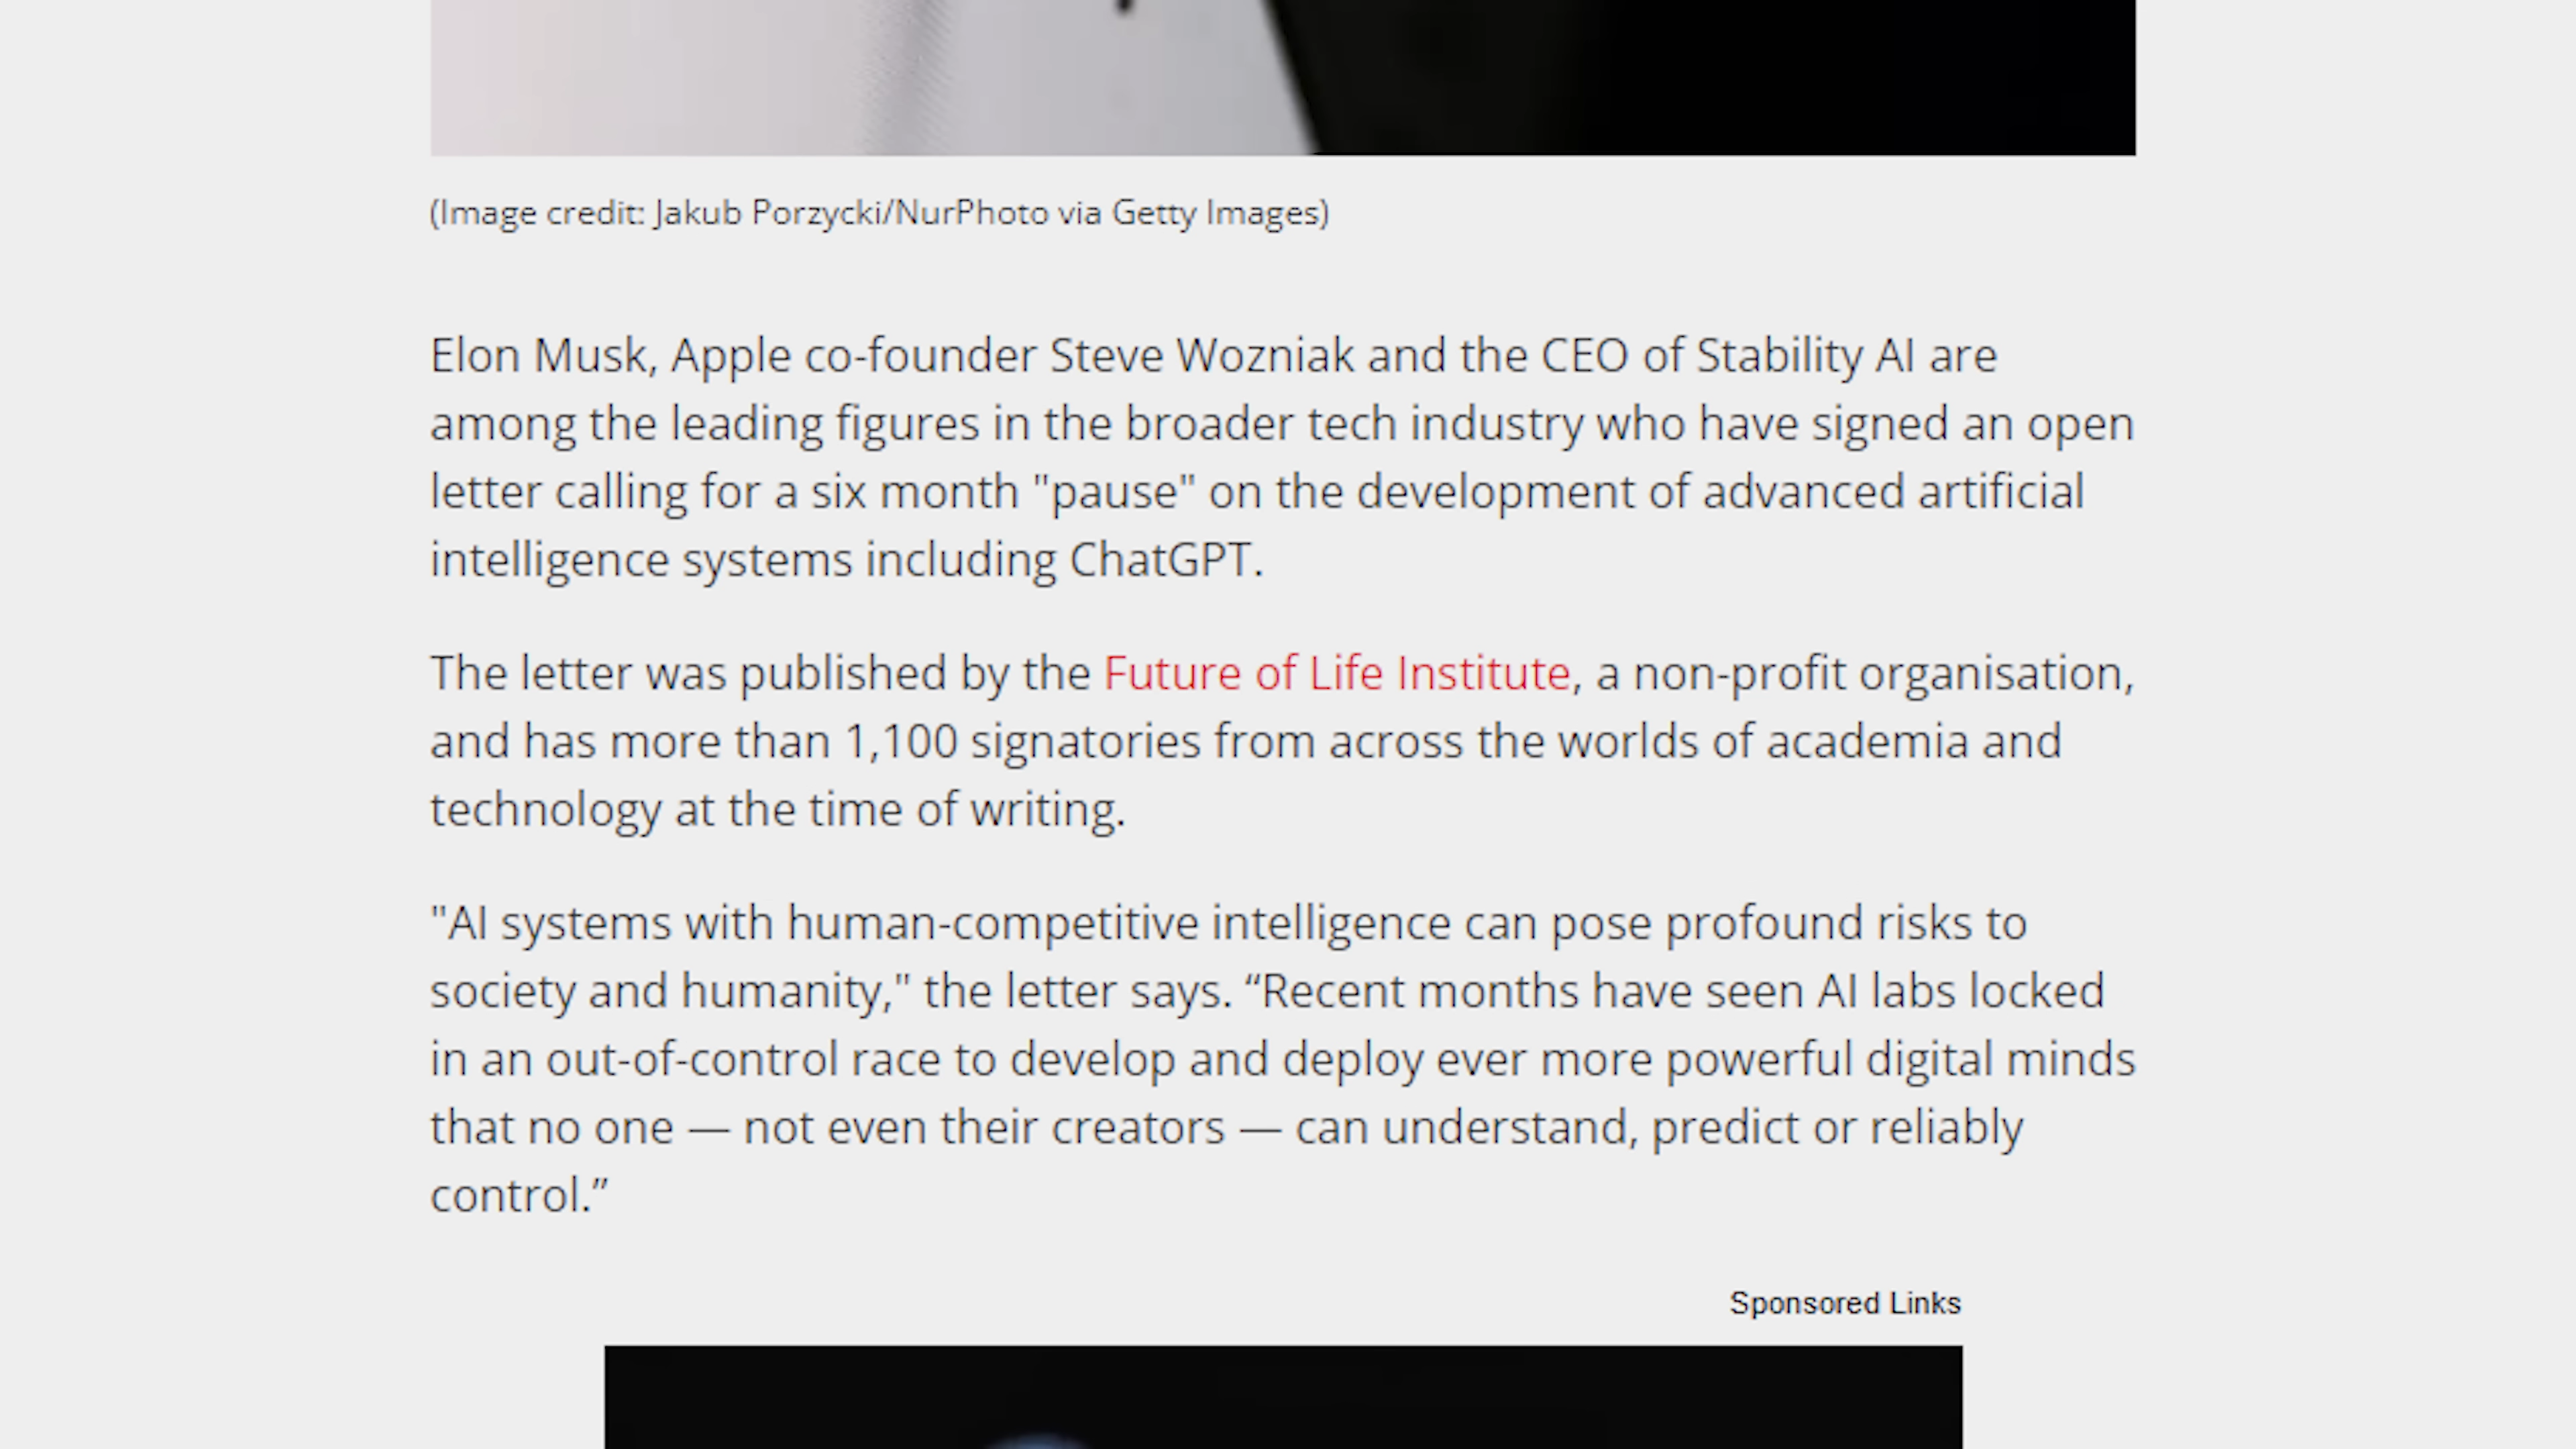 (Image credit: Jakub Porzycki/NurPhoto via Getty Images)
Elon Musk, Apple co-founder Steve Wozniak and the CEO of Stability AI are
among the leading figures in the broader tech industry who have signed an open
letter calling for a six month "pause" on the development of advanced artificial
intelligence systems including ChatGPT.
The letter was published by the Future of Life Institute, a non-profit organisation,
and has more than 1,100 signatories from across the worlds of academia and
technology at the time of writing.
"AI systems with human-competitive intelligence can pose profound risks to
society and humanity," the letter says. “Recent months have seen AI labs locked
in an out-of-control race to develop and deploy ever more powerful digital minds
that no one — not even their creators — can understand, predict or reliably
control.”
Sponsored Links